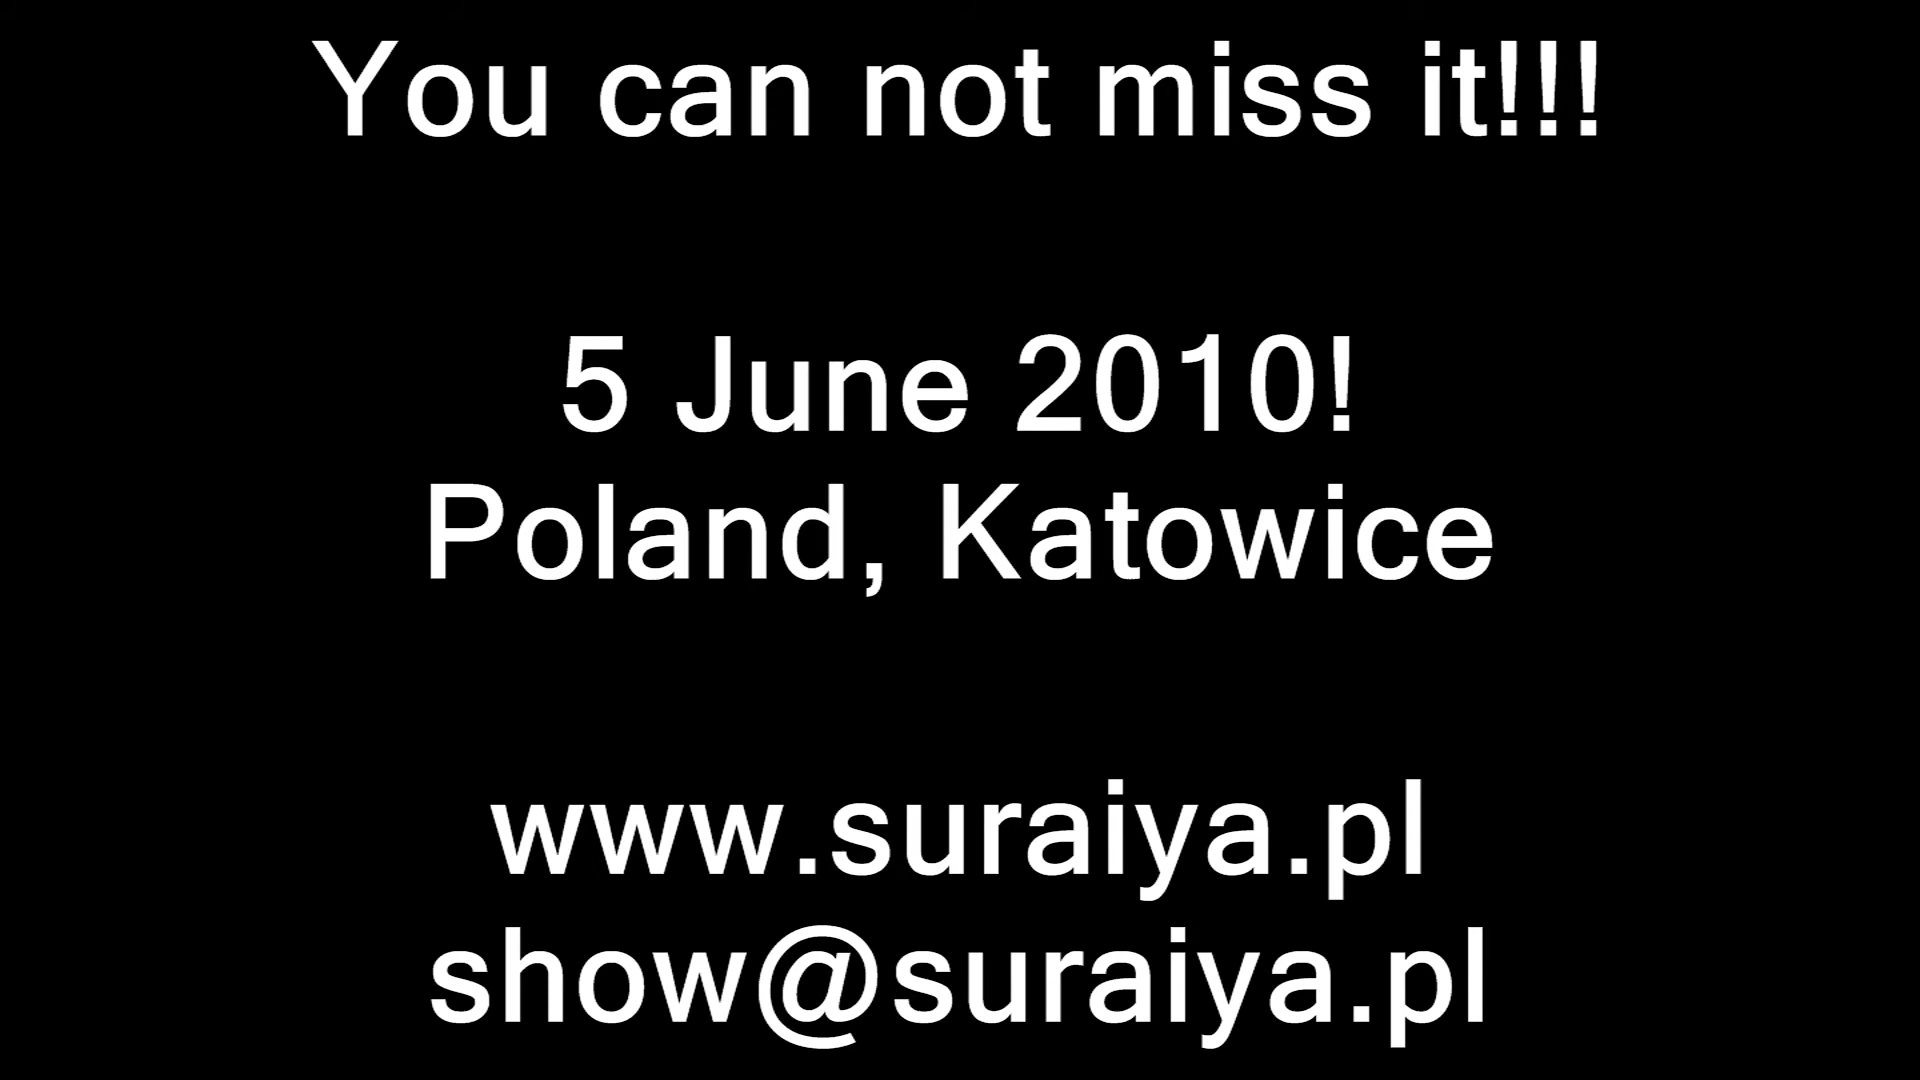 You can not miss it!!!
5 June 2010!
Poland, Katowice
www.suraiya.pl
show@suraiya.pl